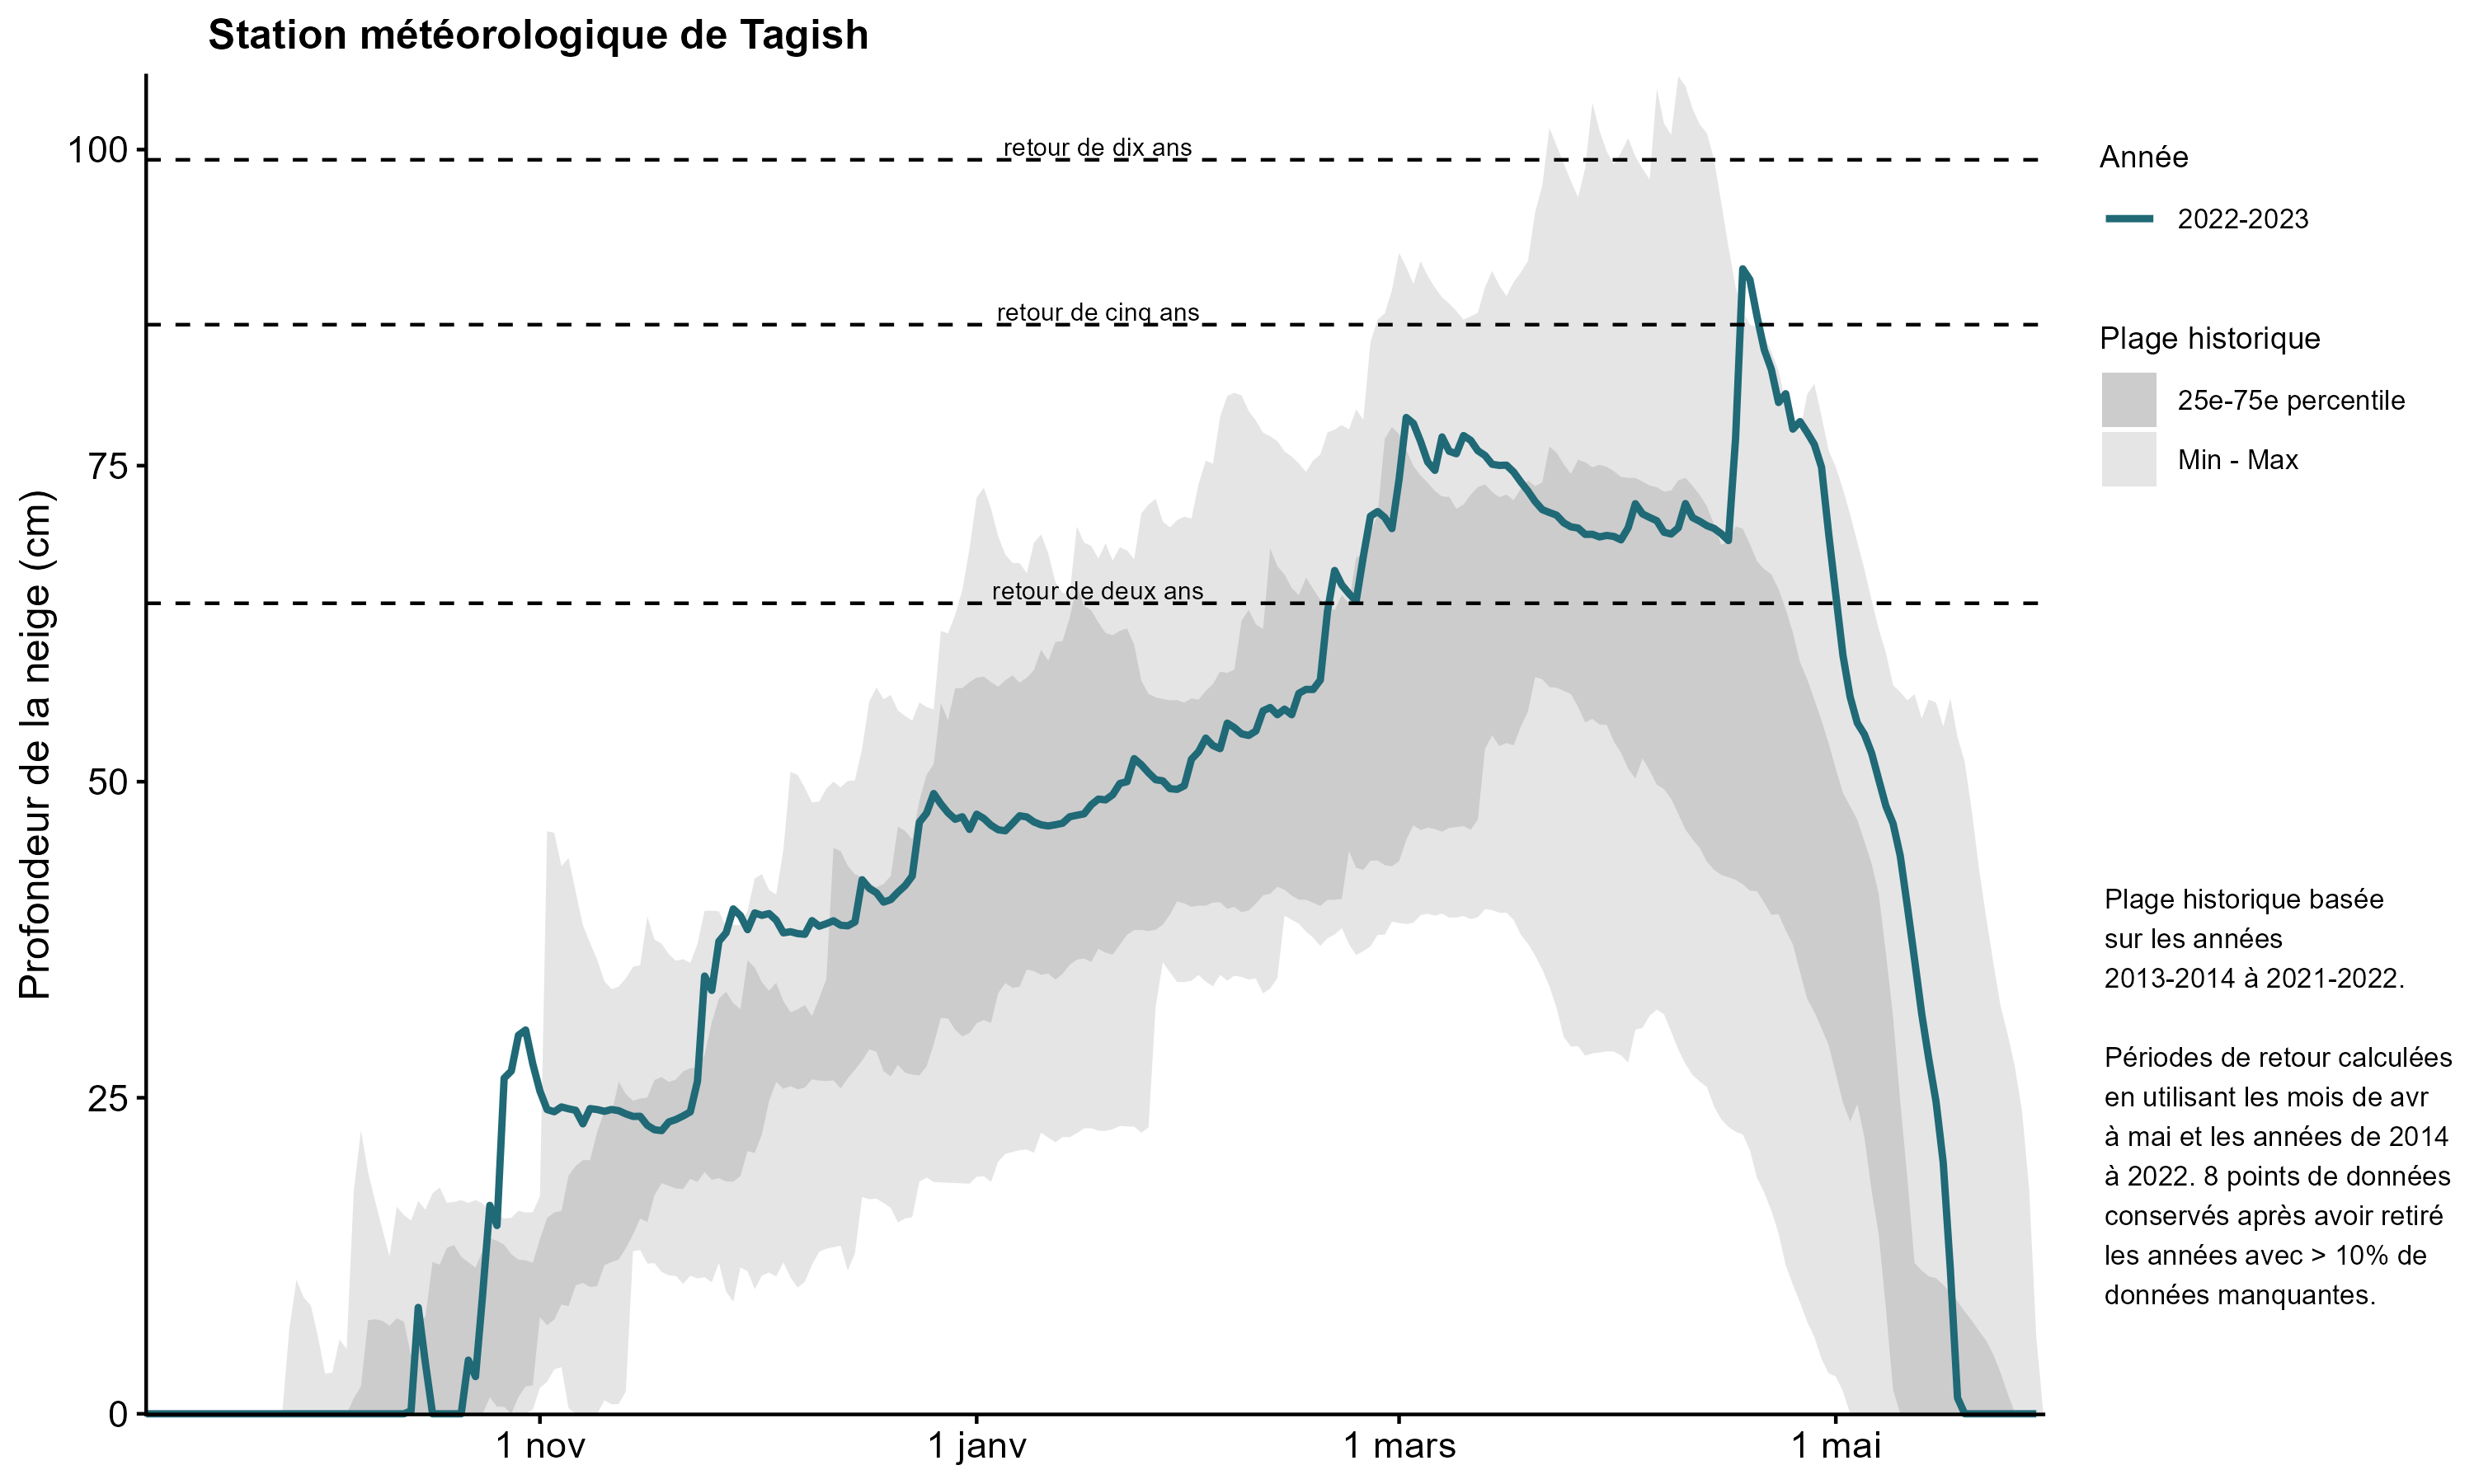 Station météorologique de Tagish
Profondeur de la neige (cm)
100
75
50
25
0
retour de dix ans
retour de cinq ans
retour de deux ans
1 nov
1 janv
1 mars
1 mai
Année
2022-2023
Plage historique
25e-75e percentile
Min - Max
Plage historique basée
sur les années
2013-2014 à 2021-2022.
Périodes de retour calculées
en utilisant les mois de avr
à mai et les années de 2014
à 2022. 8 points de données
conservés après avoir retiré
les années avec > 10% de
données manquantes.